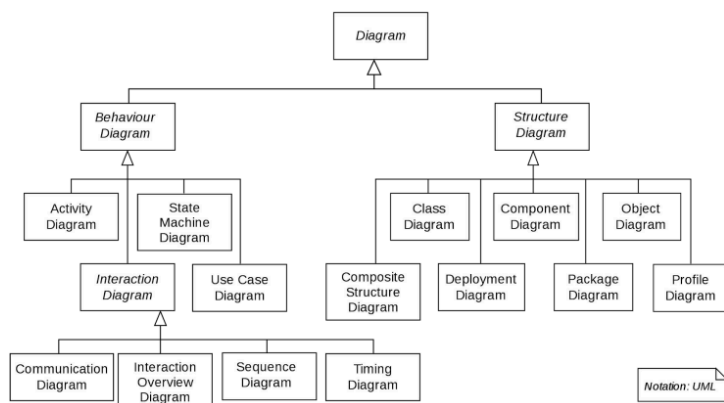 Diagram
Behaviour
Diagram
Structure
Diagram
Activity
Diagram
State
Machine
Diagram
Class
Diagram
Component
Diagram
Object
Diagram
Interaction
Diagram
Use Case
Diagram
Composite
Structure
Diagram
Deployment
Diagram
Package
Diagram
Profile
Diagram
Communication
Diagram
Interaction
Overview
Diagram
Sequence
Diagram
Timing
Diagram
Notation: UML